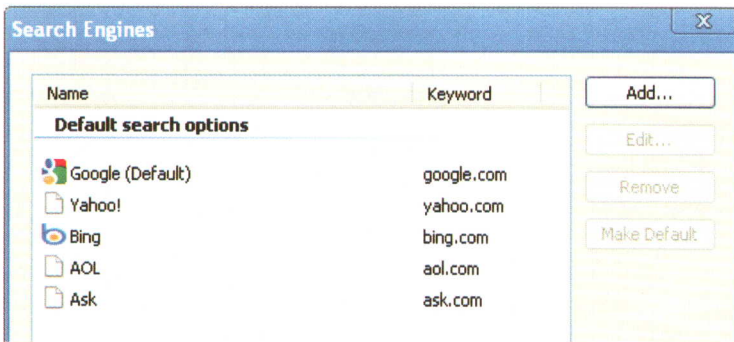 Search Engines
X
Name Keyword Add...
Default search options
Edit...
Google (Default) google.com
Remove
Yahoo! yahoo.com
Bing bing.com Make Default
AOL aol.com
Ask ask.com